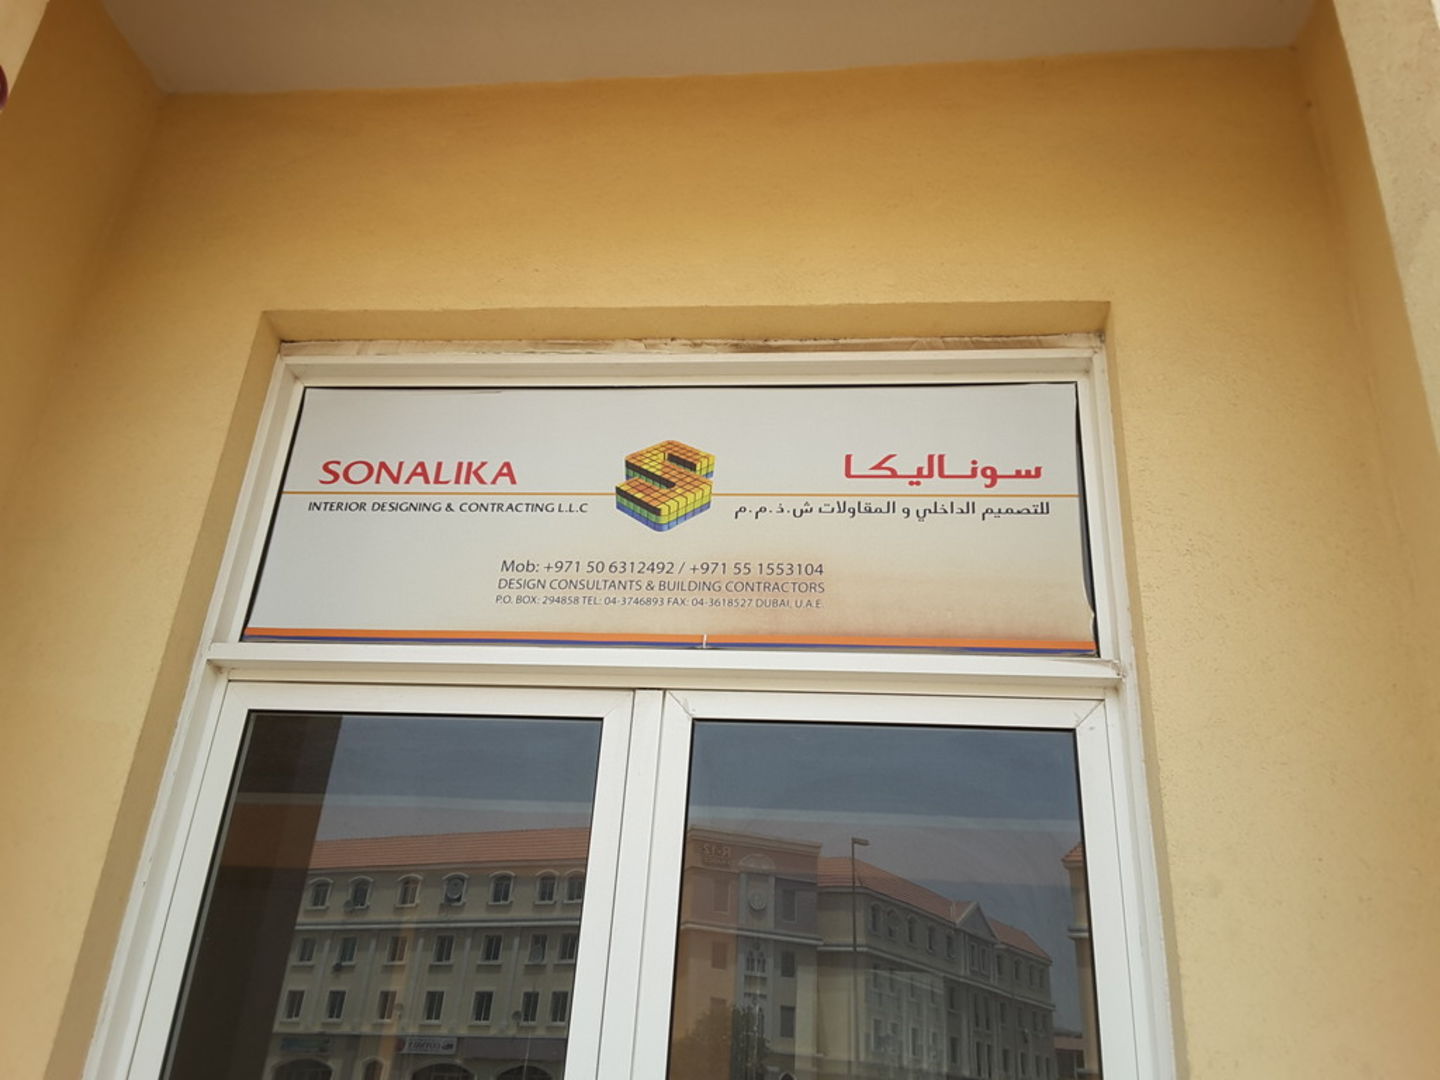 SONALIKA
سوناليكا
INTERIOR DESIGNING & CONTRACTING L.L.C
للتصميم الداخلي و المقاولات ش.ذ.م.م
Mob: +971 50 6312492 / +971 55 1553104
DESIGN CONSULTANTS & BUILDING CONTRACTORS
P.O. BOX: 294858 TEL: 04-3746893 FAX: 04-3618527 DUBAI, U.A.E.
R-12